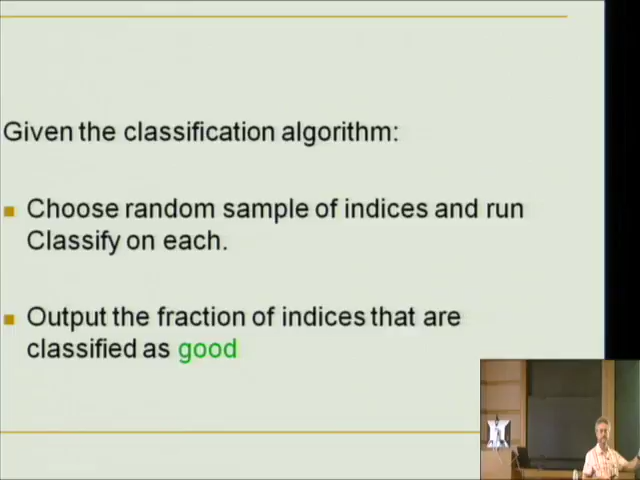 Given the classification algorithm:
Choose random sample of indices and run
Classify on each.
Output the fraction of indices that are
classified as good